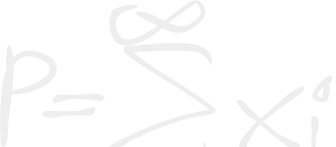 P = ∞∑ xi